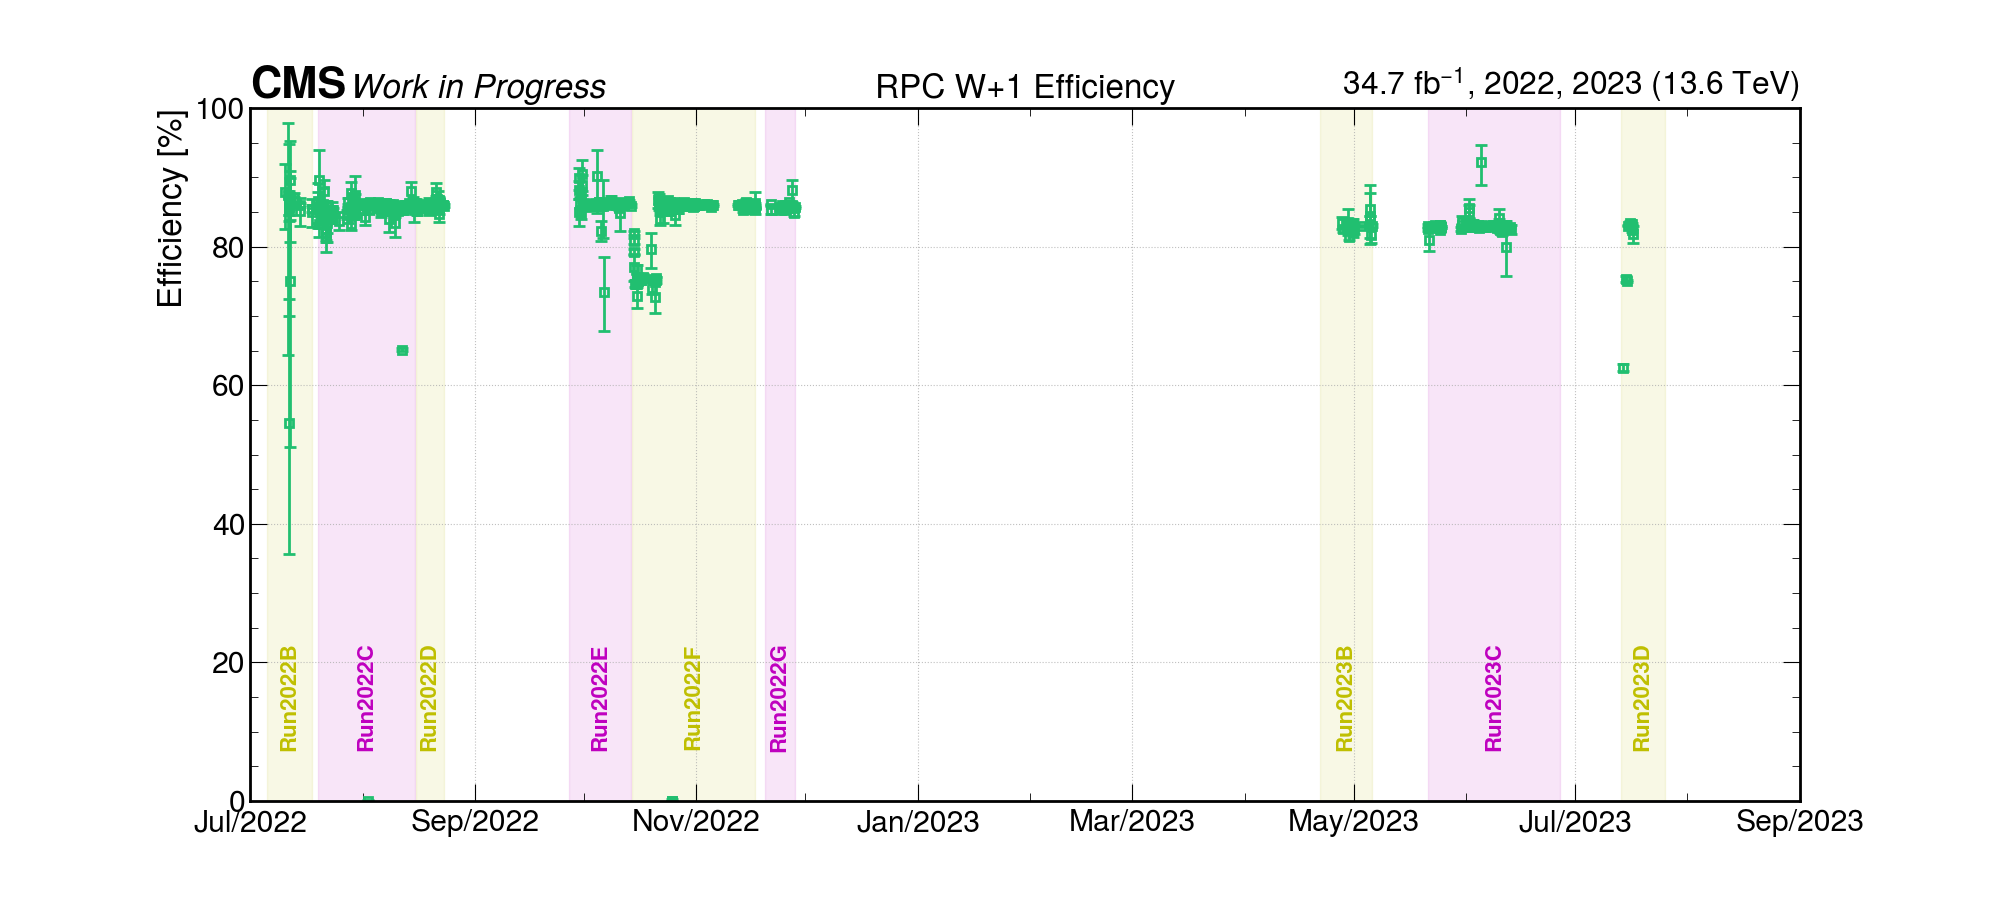 CMS Work in Progress RPC W+1 Efficiency 34.7 fb⁻¹, 2022, 2023 (13.6 TeV)
Efficiency [%]
100
80
60
40
20
0
Run2022B
Run2022C
Run2022D
Run2022E
Run2022F
Run2022G
Run2023B
Run2023C
Run2023D
Jul/2022 Sep/2022 Nov/2022 Jan/2023 Mar/2023 May/2023 Jul/2023 Sep/2023